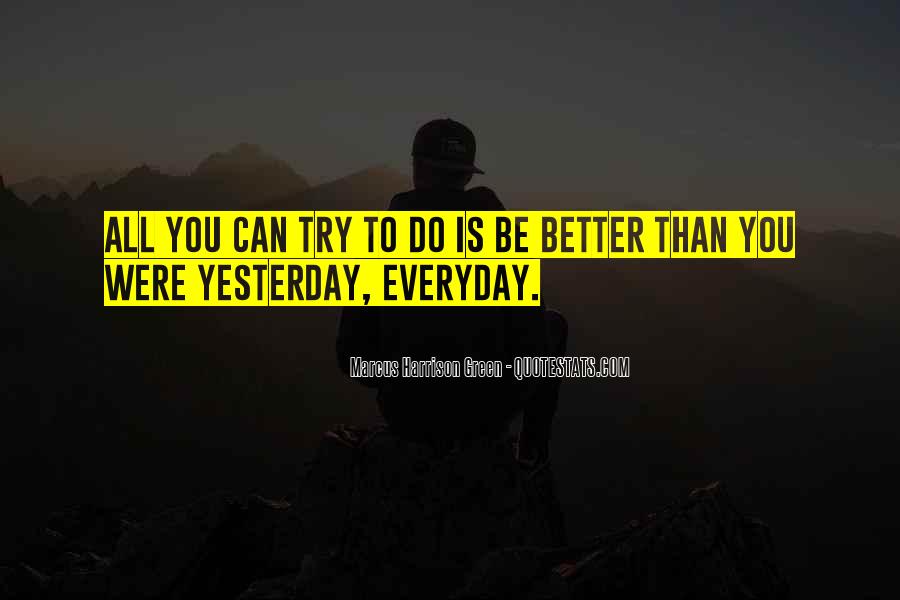 ALL YOU CAN TRY TO DO IS BE BETTER THAN YOU
WERE YESTERDAY, EVERYDAY.
Marcus Harrison Green - QUOTESTATS.COM